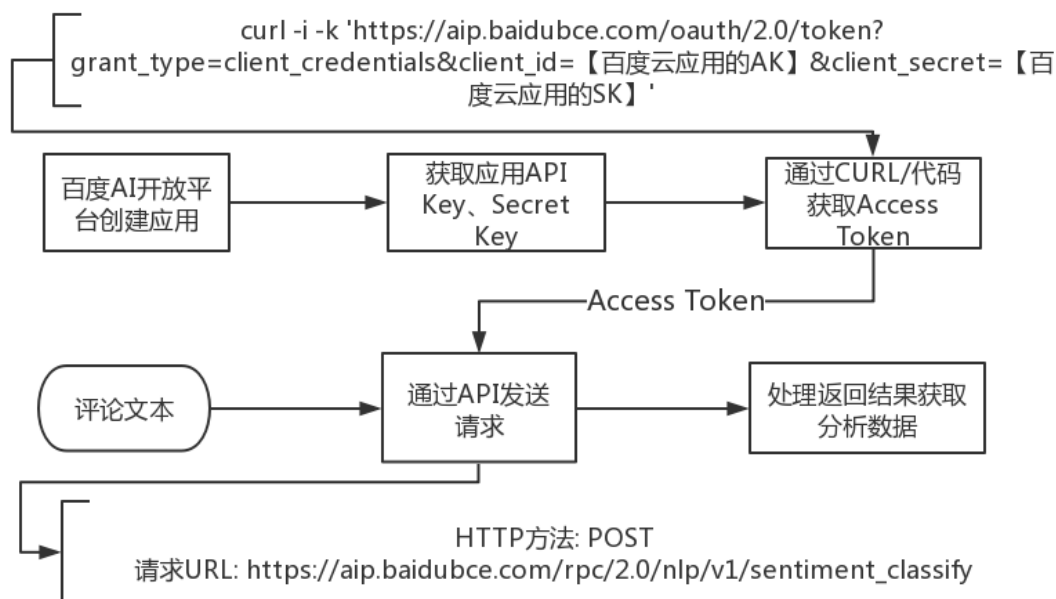 curl -i -k 'https://aip.baidubce.com/oauth/2.0/token?
grant_type=client_credentials&client_id=【百度云应用的AK】&client_secret=【百
度云应用的SK】'
百度AI开放平
台创建应用
获取应用API
Key、Secret
Key
通过CURL/代码
获取Access
Token
Access Token
评论文本
通过API发送
请求
处理返回结果获取
分析数据
HTTP方法: POST
请求URL: https://aip.baidubce.com/rpc/2.0/nlp/v1/sentiment_classify